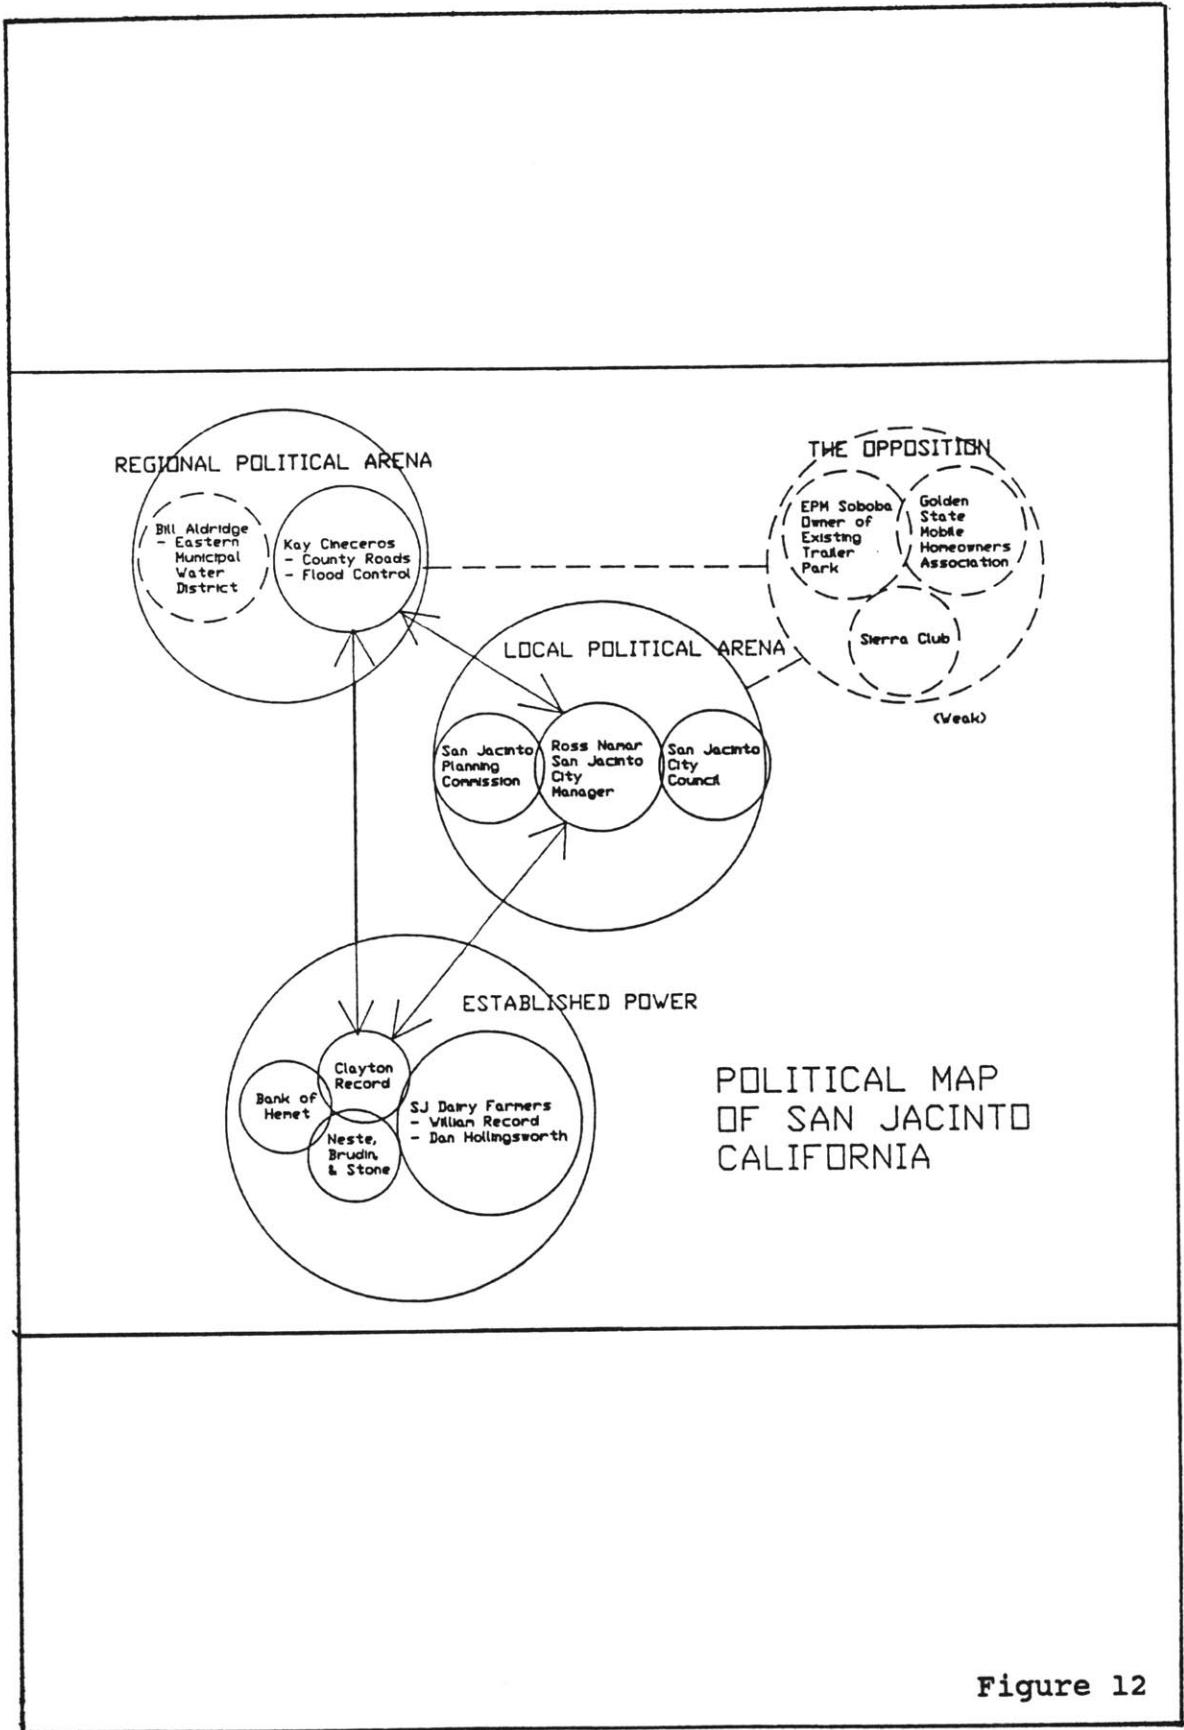 REGIONAL POLITICAL ARENA
Bill Aldridge
- Eastern
Municipal
Water
District
Kay Cineceros
- County Roads
- Flood Control
THE OPPOSITION
EPM Soboba
Owner of
Existing
Trailer
Park
Golden
State
Mobile
Homeowners
Association
Sierra Club
(Weak)
LOCAL POLITICAL ARENA
San Jacinto
Planning
Commission
Ross Namar
San Jacinto
City
Manager
San Jacinto
City
Council
ESTABLISHED POWER
Clayton
Record
Bank of
Hemet
Neste,
Brudin,
& Stone
SJ Dairy Farmers
- William Record
- Dan Hollingsworth
POLITICAL MAP
OF SAN JACINTO
CALIFORNIA
Figure 12